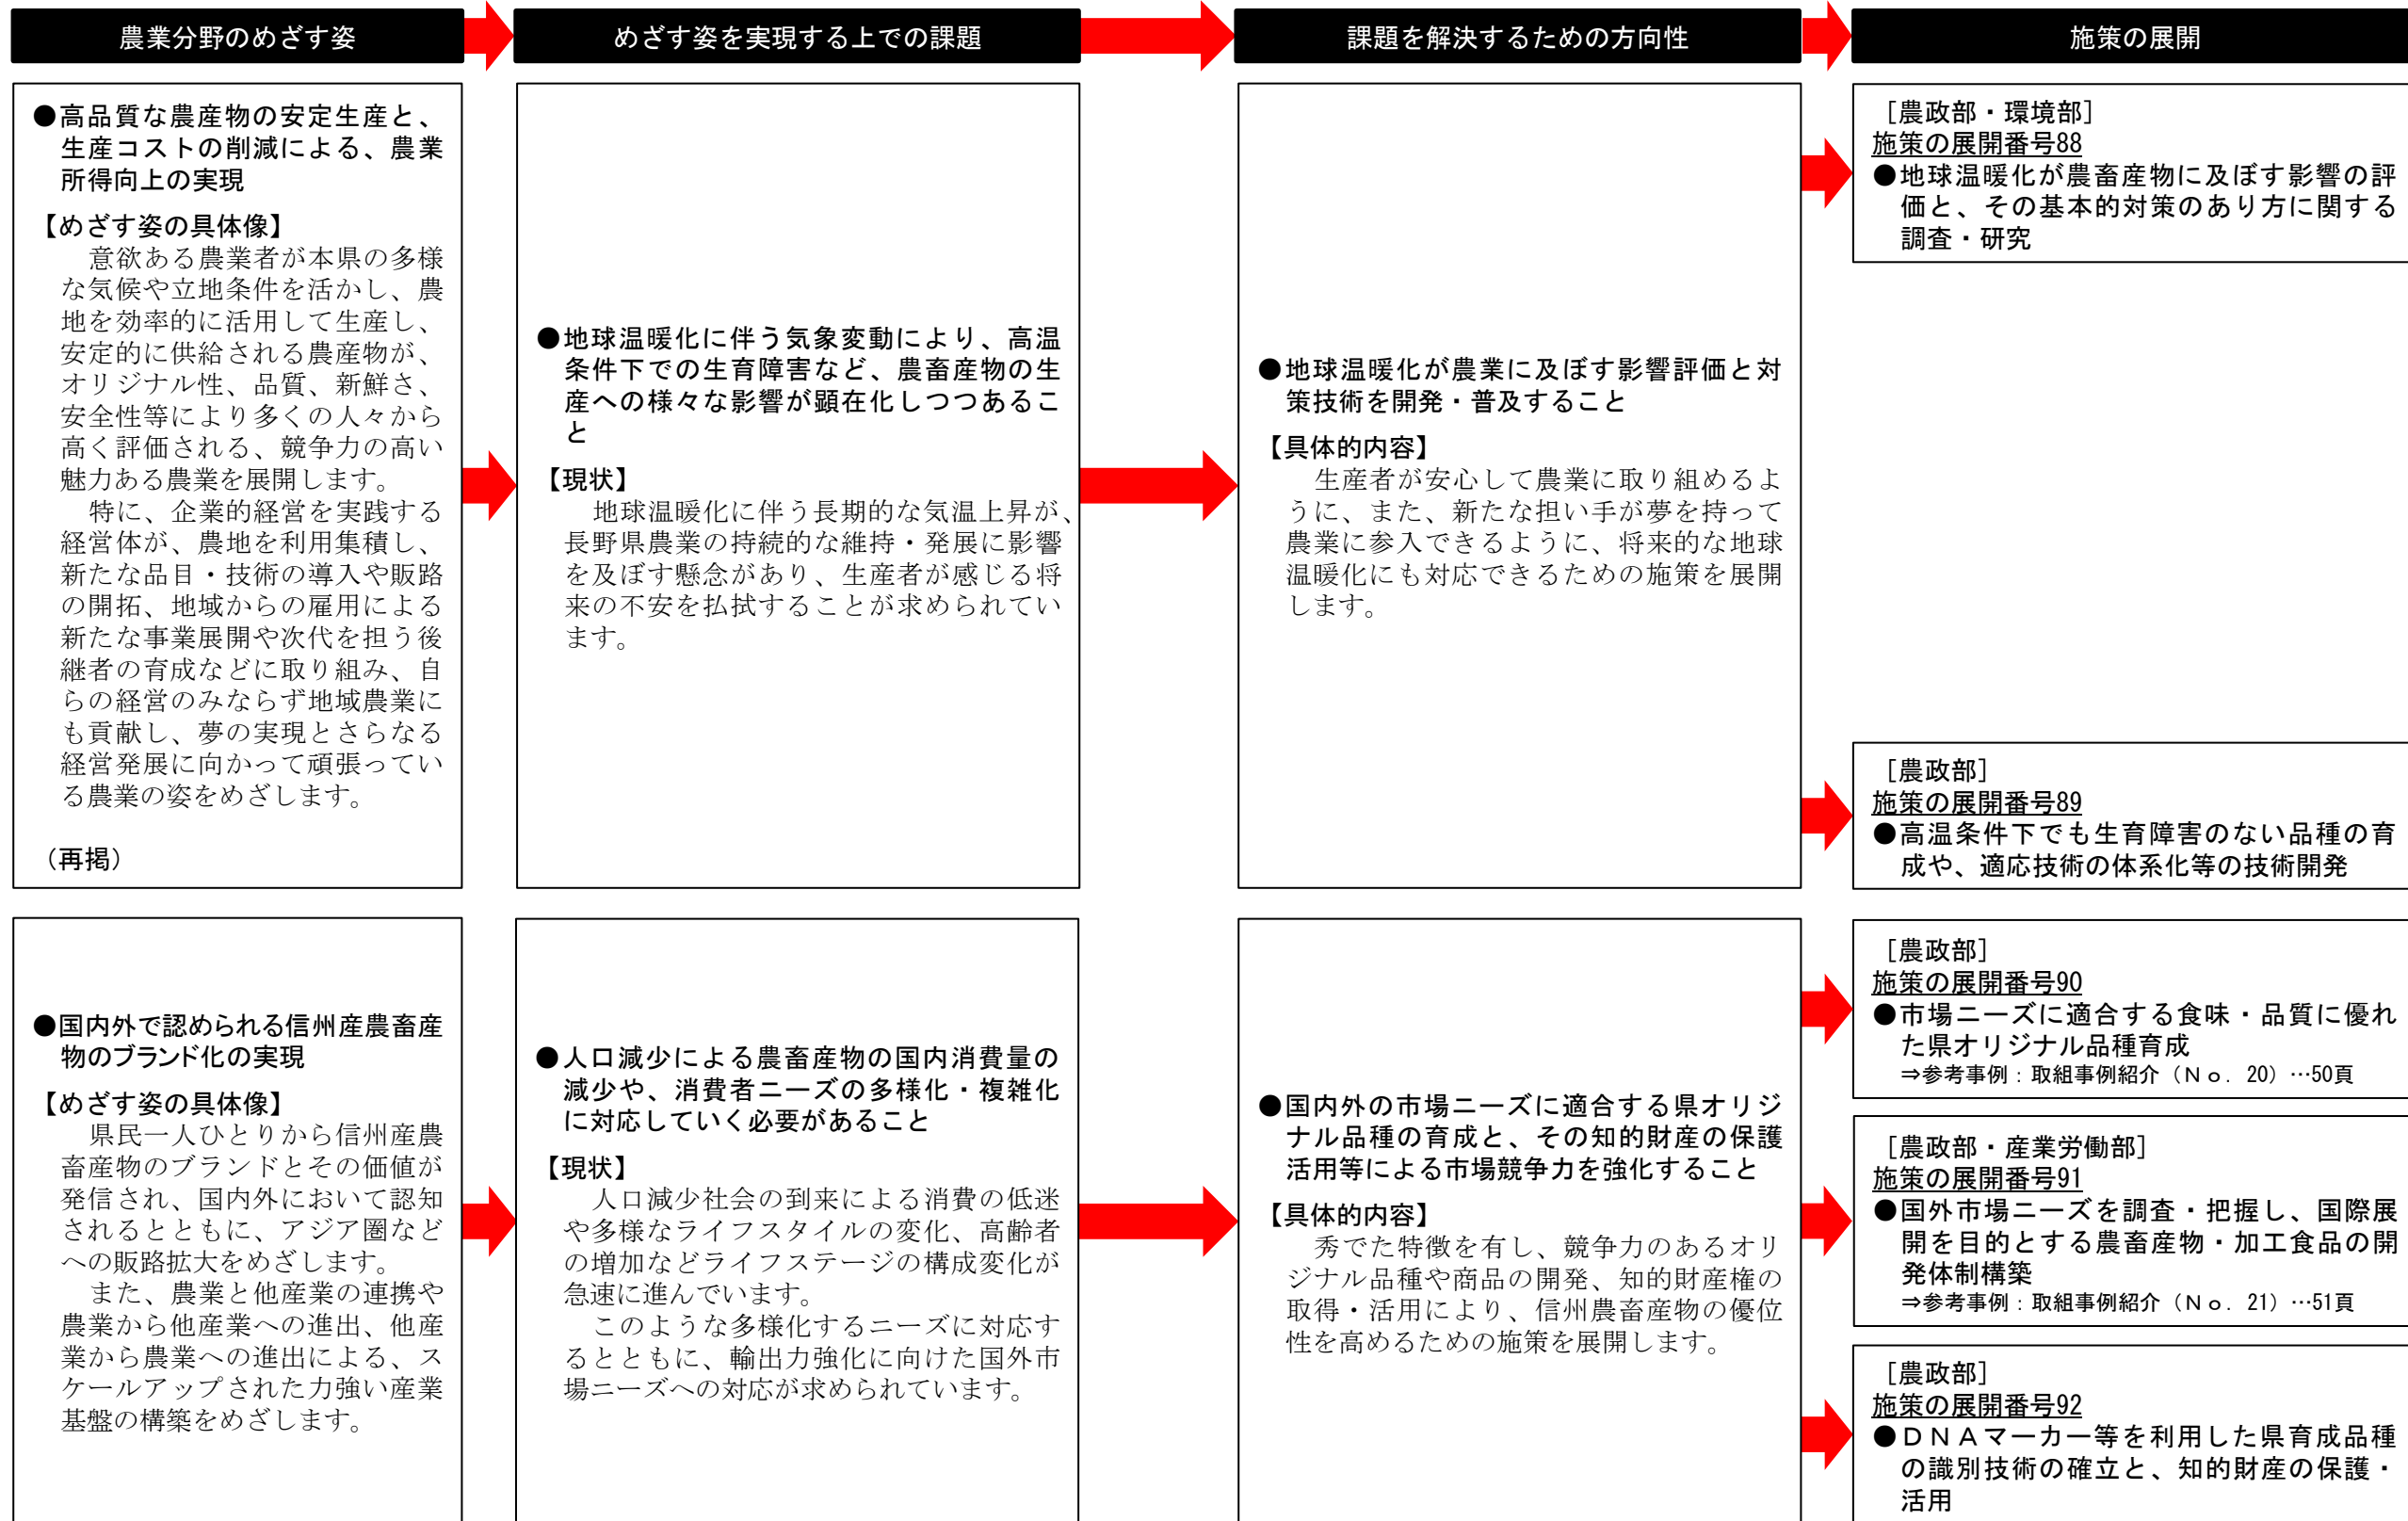 農業分野のめざす姿
めざす姿を実現する上での課題
課題を解決するための方向性
施策の展開
●高品質な農産物の安定生産と、
生産コストの削減による、農業
所得向上の実現
【めざす姿の具体像】
意欲ある農業者が本県の多様
な気候や立地条件を活かし、農
地を効率的に活用して生産し、
安定的に供給される農産物が、
オリジナル性、品質、新鮮さ、
安全性等により多くの人々から
高く評価される、競争力の高い
魅力ある農業を展開します。
特に、企業的経営を実践する
経営体が、農地を利用集積し、
新たな品目・技術の導入や販路
の開拓、地域からの雇用による
新たな事業展開や次代を担う後
継者の育成などに取り組み、自
らの経営のみならず地域農業に
も貢献し、夢の実現とさらなる
経営発展に向かって頑張ってい
る農業の姿をめざします。
（再掲）
●地球温暖化に伴う気象変動により、高温
条件下での生育障害など、農畜産物の生
産への様々な影響が顕在化しつつあるこ
と
【現状】
地球温暖化に伴う長期的な気温上昇が、
長野県農業の持続的な維持・発展に影響
を及ぼす懸念があり、生産者が感じる将
来の不安を払拭することが求められてい
ます。
●地球温暖化が農業に及ぼす影響評価と対
策技術を開発・普及すること
【具体的内容】
生産者が安心して農業に取り組めるよ
うに、また、新たな担い手が夢を持って
農業に参入できるように、将来的な地球
温暖化にも対応できるための施策を展開
します。
［農政部・環境部］
施策の展開番号88
●地球温暖化が農畜産物に及ぼす影響の評
価と、その基本的対策のあり方に関する
調査・研究
［農政部］
施策の展開番号89
●高温条件下でも生育障害のない品種の育
成や、適応技術の体系化等の技術開発
●国内外で認められる信州産農畜産
物のブランド化の実現
【めざす姿の具体像】
県民一人ひとりから信州産農
畜産物のブランドとその価値が
発信され、国内外において認知
されるとともに、アジア圏など
への販路拡大をめざします。
また、農業と他産業の連携や
農業から他産業への進出、他産
業から農業への進出による、ス
ケールアップされた力強い産業
基盤の構築をめざします。
●人口減少による農畜産物の国内消費量の
減少や、消費者ニーズの多様化・複雑化
に対応していく必要があること
【現状】
人口減少社会の到来による消費の低迷
や多様なライフスタイルの変化、高齢者
の増加などライフステージの構成変化が
急速に進んでいます。
このような多様化するニーズに対応す
るとともに、輸出力強化に向けた国外市
場ニーズへの対応が求められています。
●国内外の市場ニーズに適合する県オリジ
ナル品種の育成と、その知的財産の保護
活用等による市場競争力を強化すること
【具体的内容】
秀でた特徴を有し、競争力のあるオリ
ジナル品種や商品の開発、知的財産権の
取得・活用により、信州農畜産物の優位
性を高めるための施策を展開します。
［農政部］
施策の展開番号90
●市場ニーズに適合する食味・品質に優れ
た県オリジナル品種育成
⇒参考事例：取組事例紹介（Ｎｏ．20）…50頁
［農政部・産業労働部］
施策の展開番号91
●国外市場ニーズを調査・把握し、国際展
開を目的とする農畜産物・加工食品の開
発体制構築
⇒参考事例：取組事例紹介（Ｎｏ．21）…51頁
［農政部］
施策の展開番号92
●ＤＮＡマーカー等を利用した県育成品種
の識別技術の確立と、知的財産の保護・
活用